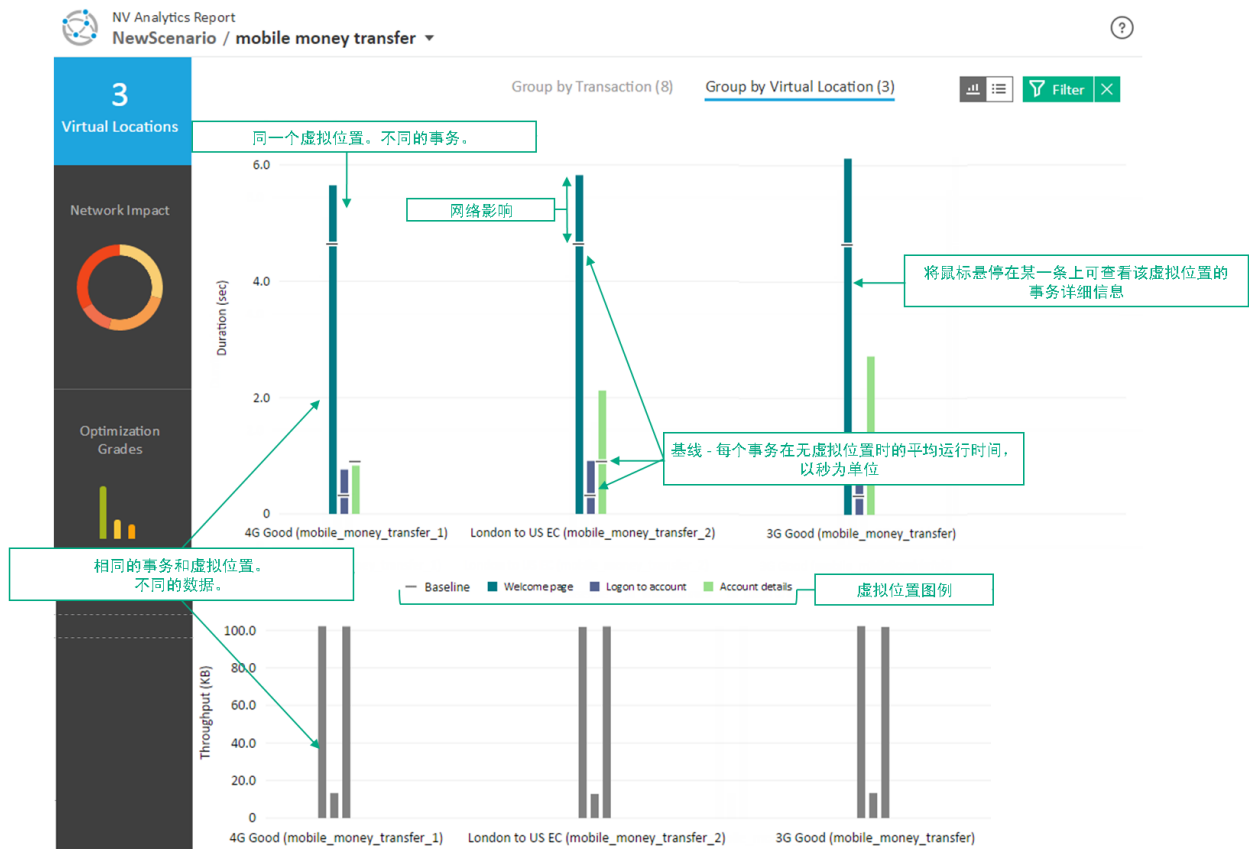 NV Analytics Report
NewScenario / mobile money transfer
?
3
Virtual Locations
Group by Transaction (8)
Group by Virtual Location (3)
Filter
同一个虚拟位置。不同的事务。
Network Impact
网络影响
将鼠标悬停在某一条上可查看该虚拟位置的
事务详细信息
Duration (sec)
6.0
4.0
2.0
0
基线 - 每个事务在无虚拟位置时的平均运行时间，
以秒为单位
Optimization
Grades
4G Good (mobile_money_transfer_1)
London to US EC (mobile_money_transfer_2)
3G Good (mobile_money_transfer)
相同的事务和虚拟位置。
不同的数据。
Baseline
Welcome page
Logon to account
Account details
虚拟位置图例
Throughput (KB)
100.0
80.0
60.0
40.0
20.0
0
4G Good (mobile_money_transfer_1)
London to US EC (mobile_money_transfer_2)
3G Good (mobile_money_transfer)